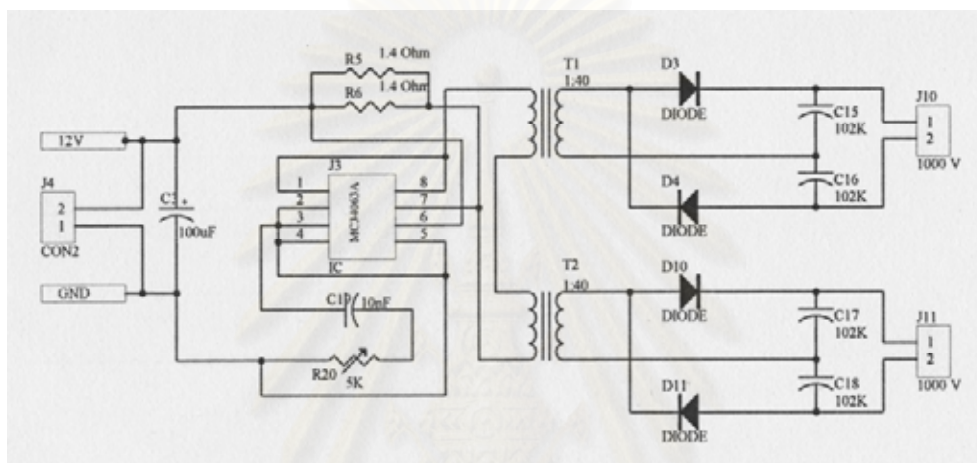 R5
1.4 Ohm
R6
1.4 Ohm
T1
1:40
D3
DIODE
C15
102K
J10
1
2
1000 V
12V
J4
2
1
CON2
100uF
GND
J3
1
2
3
4
8
7
6
5
MC34063A
IC
C16
102K
D4
DIODE
10nF
R20
5K
T2
1:40
D10
DIODE
C17
102K
J11
1
2
1000 V
D11
DIODE
C18
102K